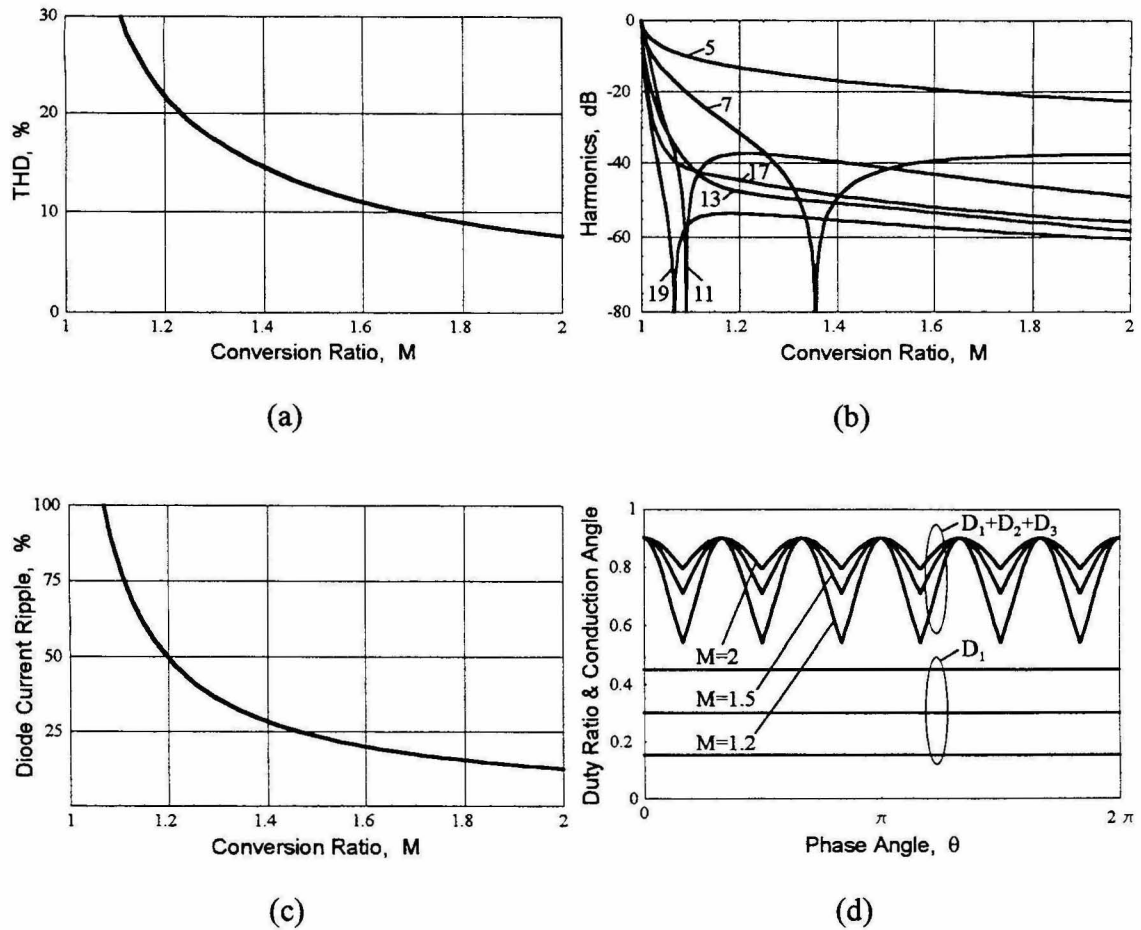 30
20
10
0
THD, %
1
1.2
1.4
1.6
1.8
2
Conversion Ratio, M
(a)
0
-20
-40
-60
-80
Harmonics, dB
5
7
17
13
19
11
1
1.2
1.4
1.6
1.8
2
Conversion Ratio, M
(b)
100
75
50
25
Diode Current Ripple, %
1
1.2
1.4
1.6
1.8
2
Conversion Ratio, M
(c)
1
0.8
0.6
0.4
0.2
0
Duty Ratio & Conduction Angle
D1+D2+D3
D1
M=2
M=1.5
M=1.2
0
π
2 π
Phase Angle, θ
(d)